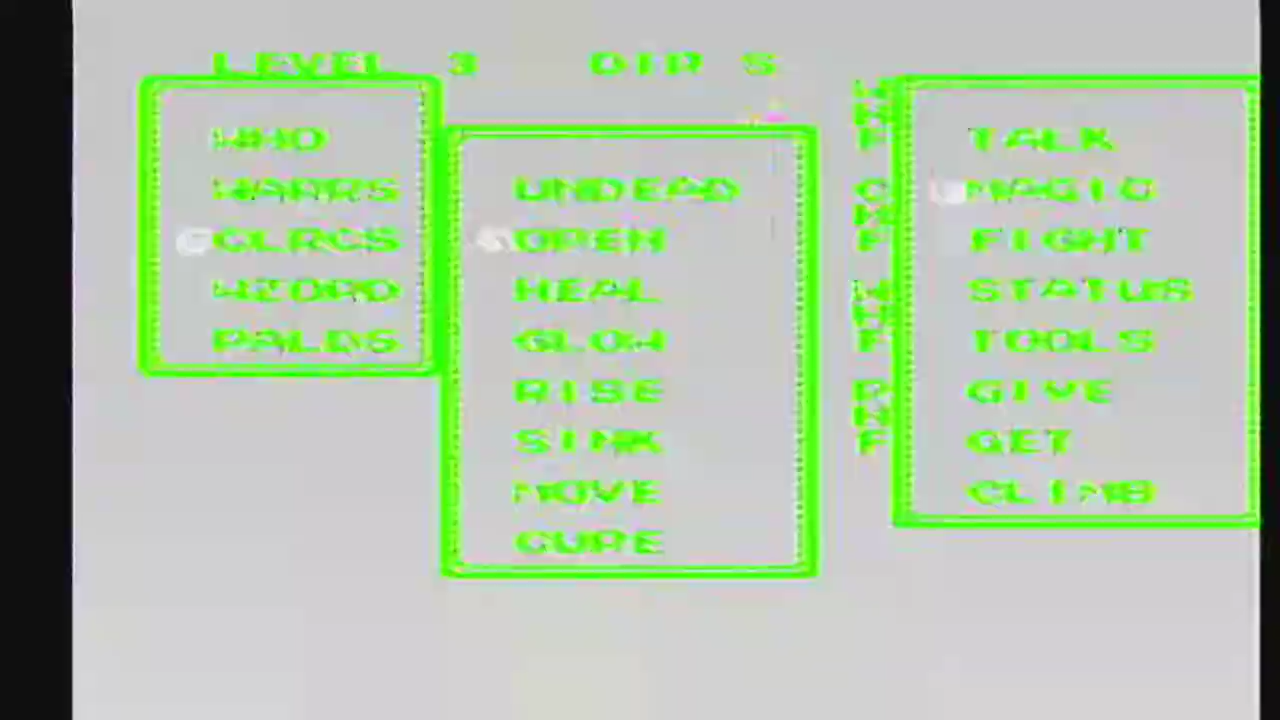 LEVEL 3 DIR S
WHO
WARRS
CLRCS
WZDRD
PALDS
UNDEAD
OPEN
HEAL
GLOW
RISE
SINK
MOVE
CURE
TALK
MAGIC
FIGHT
STATUS
TOOLS
GIVE
GET
CLIMB